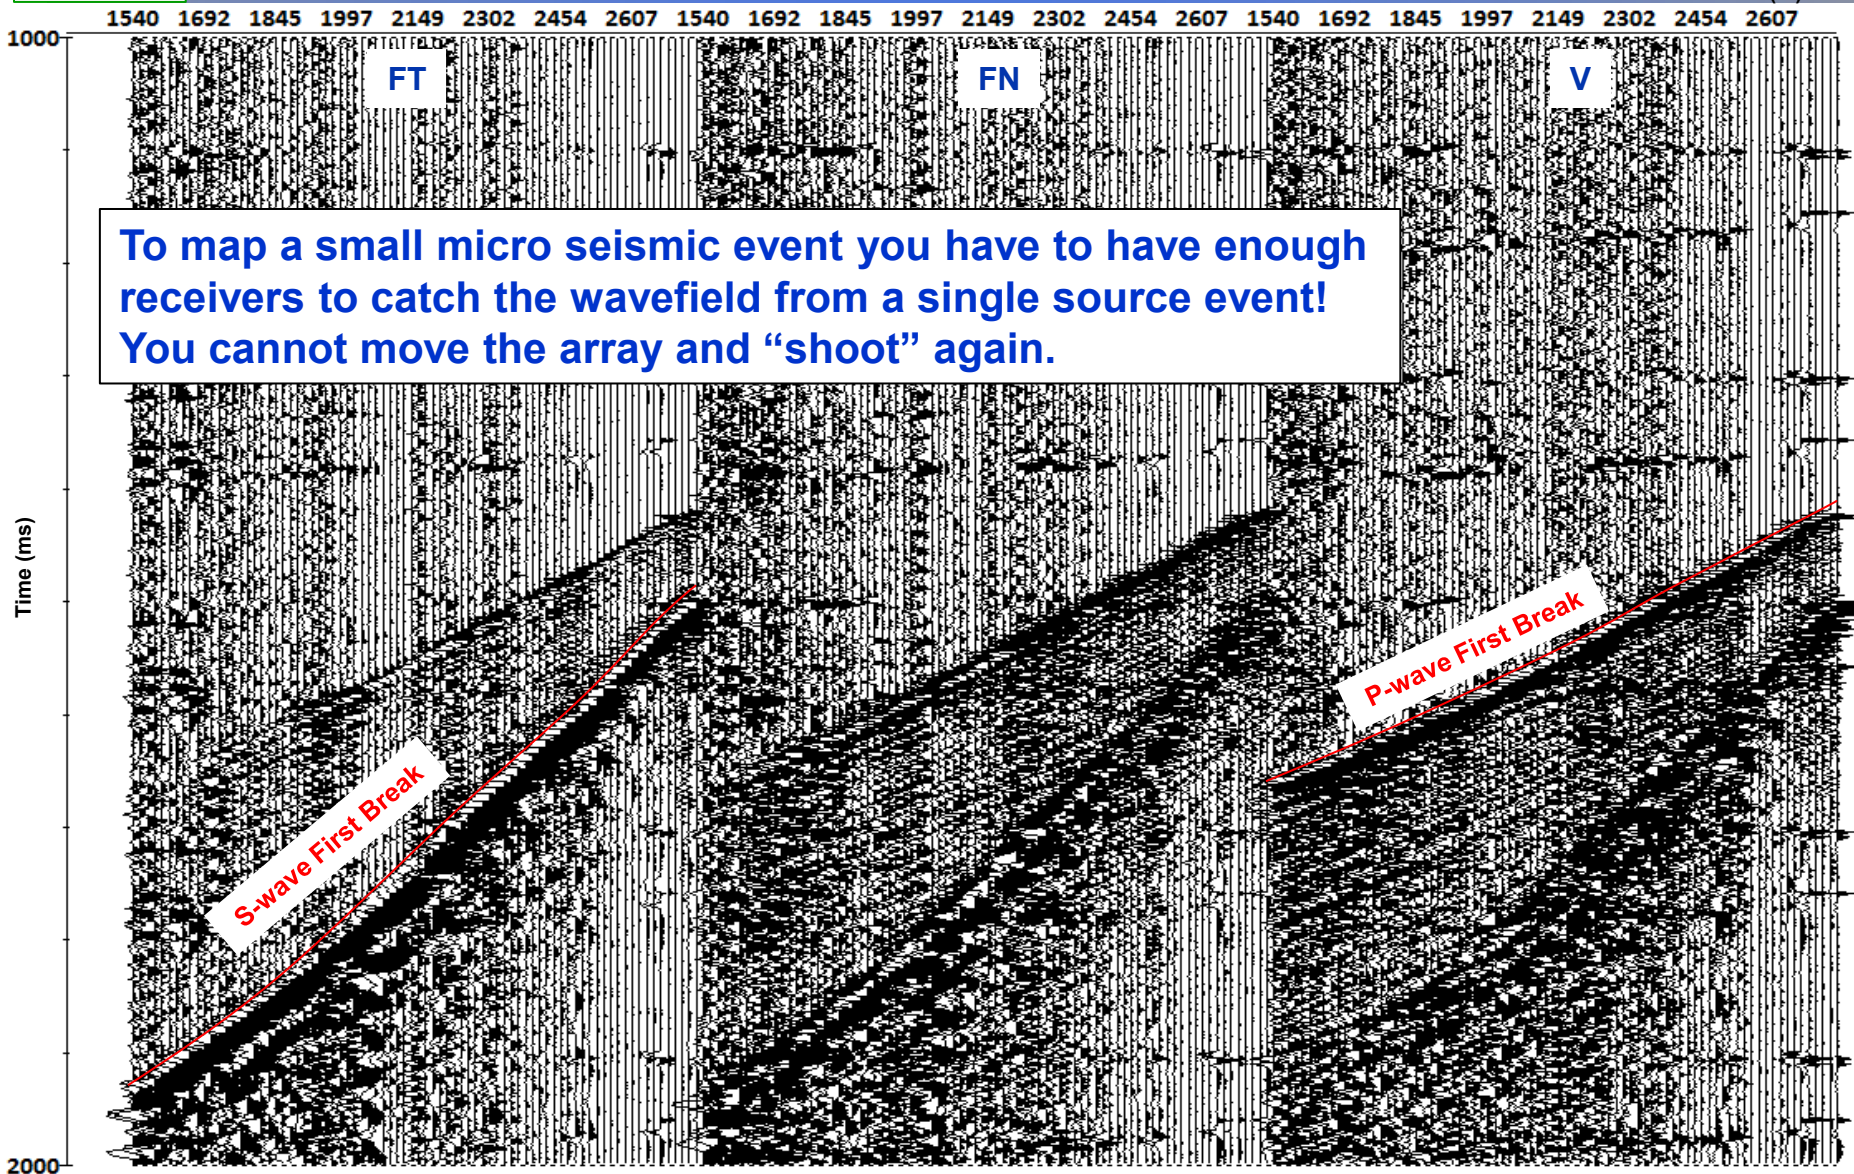 1540 1692 1845 1997 2149 2302 2454 2607 1540 1692 1845 1997 2149 2302 2454 2607 1540 1692 1845 1997 2149 2302 2454 2607
1000
FT FN V
To map a small micro seismic event you have to have enough
receivers to catch the wavefield from a single source event!
You cannot move the array and “shoot” again.
Time (ms)
P-wave First Break
S-wave First Break
2000